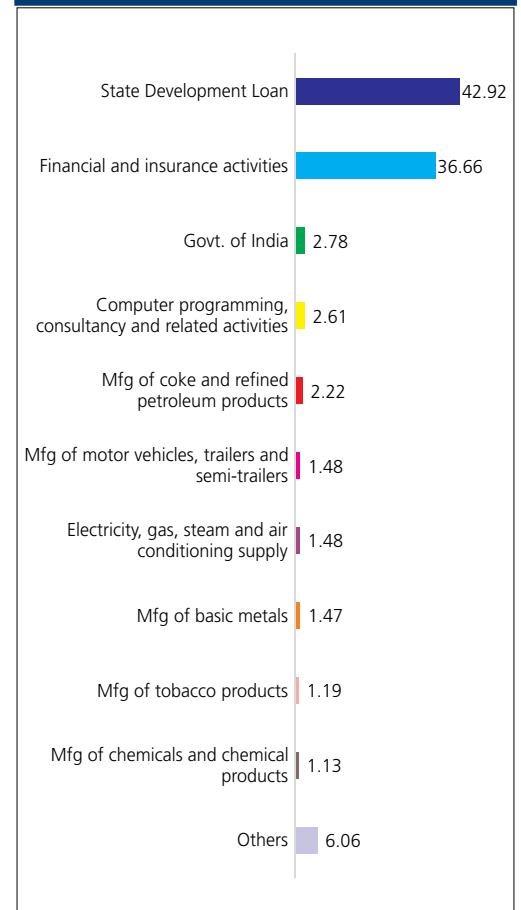 State Development Loan 42.92
Financial and insurance activities 36.66
Govt. of India 2.78
Computer programming,
consultancy and related activities 2.61
Mfg of coke and refined
petroleum products 2.22
Mfg of motor vehicles, trailers and
semi-trailers 1.48
Electricity, gas, steam and air
conditioning supply 1.48
Mfg of basic metals 1.47
Mfg of tobacco products 1.19
Mfg of chemicals and chemical
products 1.13
Others 6.06